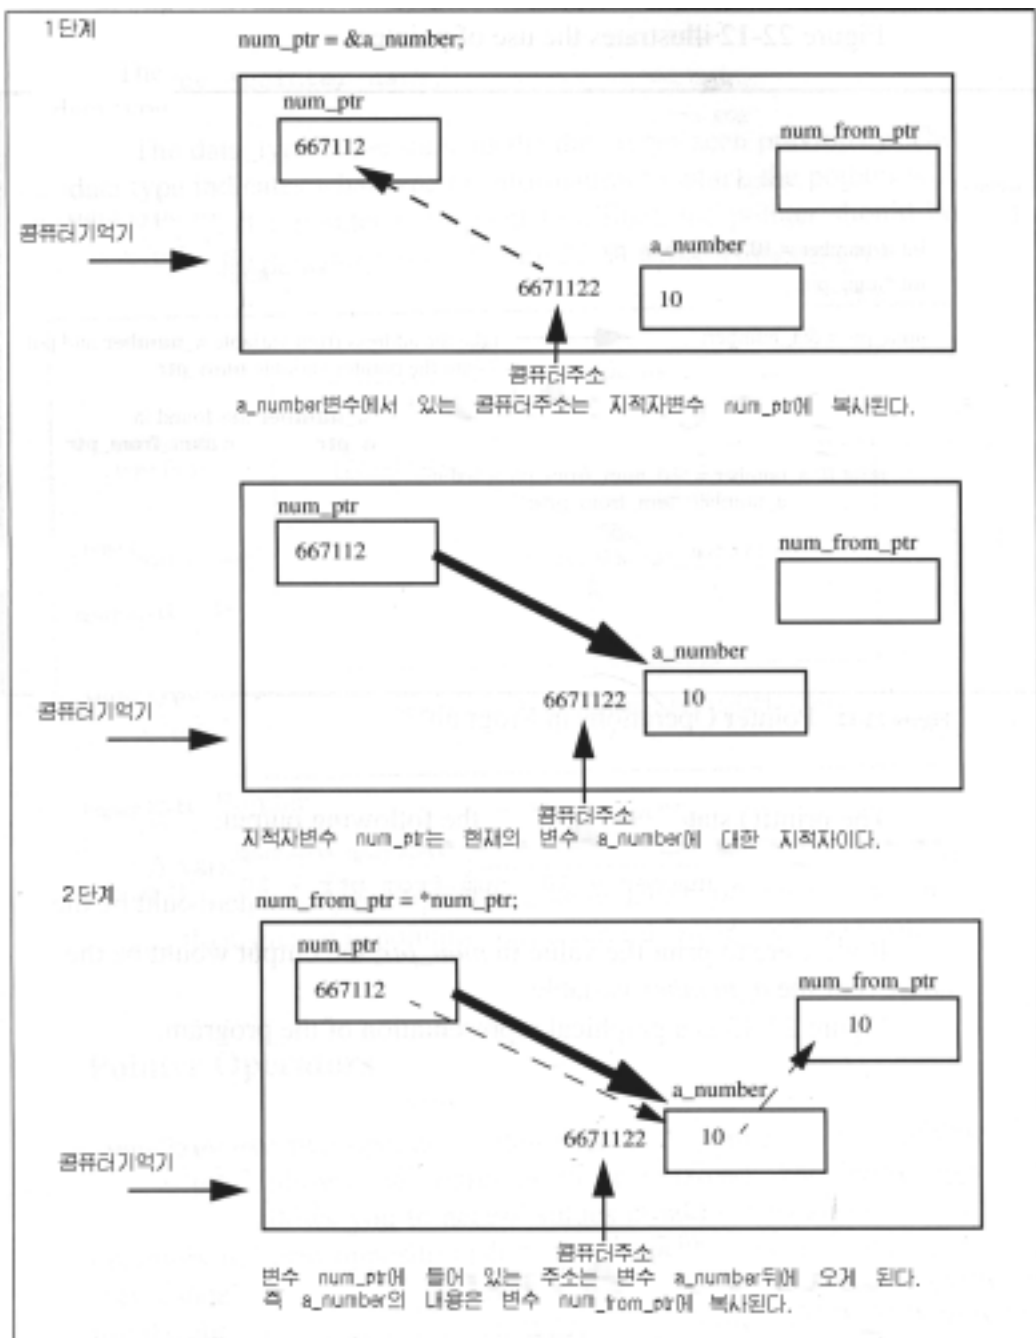 1단계
num_ptr = &a_number;
num_ptr
667112
num_from_ptr
콤퓨터기억기
a_number
6671122
10
콤퓨터주소
a_number변수에서 있는 콤퓨터주소는 지적자변수 num_ptr에 복사된다.
num_ptr
667112
num_from_ptr
a_number
6671122
10
콤퓨터기억기
콤퓨터주소
지적자변수 num_ptr는 현재의 변수 a_number에 대한 지적자이다.
2단계
num_from_ptr = *num_ptr;
num_ptr
667112
num_from_ptr
10
a_number
6671122
10
콤퓨터기억기
콤퓨터주소
변수 num_ptr에 들어 있는 주소는 변수 a_number뒤에 오게 된다.
즉 a_number의 내용은 변수 num_from_ptr에 복사된다.